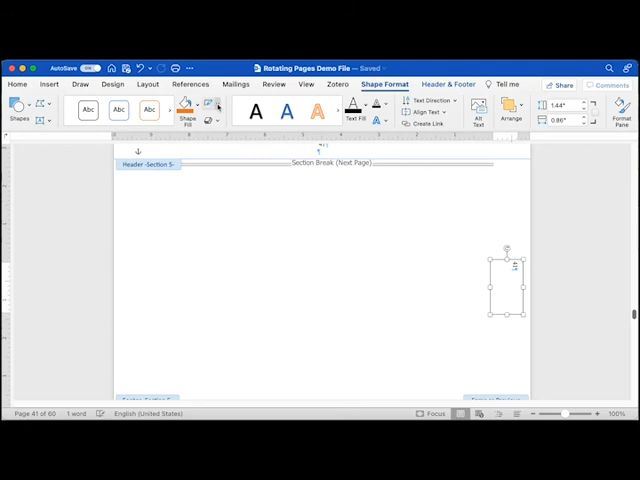 AutoSave ON
Rotating Pages Demo File — Saved
Home Insert Draw Design Layout References Mailings Review View Zotero Shape Format Header & Footer Tell me Share Comments
Shapes
Abc Abc Abc
Shape Fill
A A A
Text Fill
Text Direction
Align Text
Create Link
Alt Text
Arrange
1.44"
0.86"
Format Pane
Header -Section 5-
Section Break (Next Page)
41¶
Page 41 of 60 1 word English (United States) Focus 100%